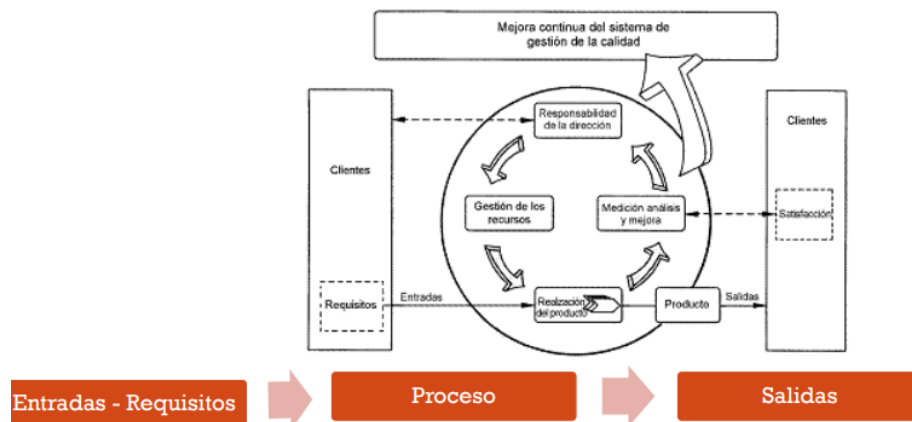 Mejora continua del sistema de
gestión de la calidad
Responsabilidad
de la dirección
Clientes
Clientes
Gestión de los
recursos
Medición análisis
y mejora
Satisfacción
Requisitos
Entradas
Realización
del producto
Producto
Salidas
Entradas - Requisitos
Proceso
Salidas